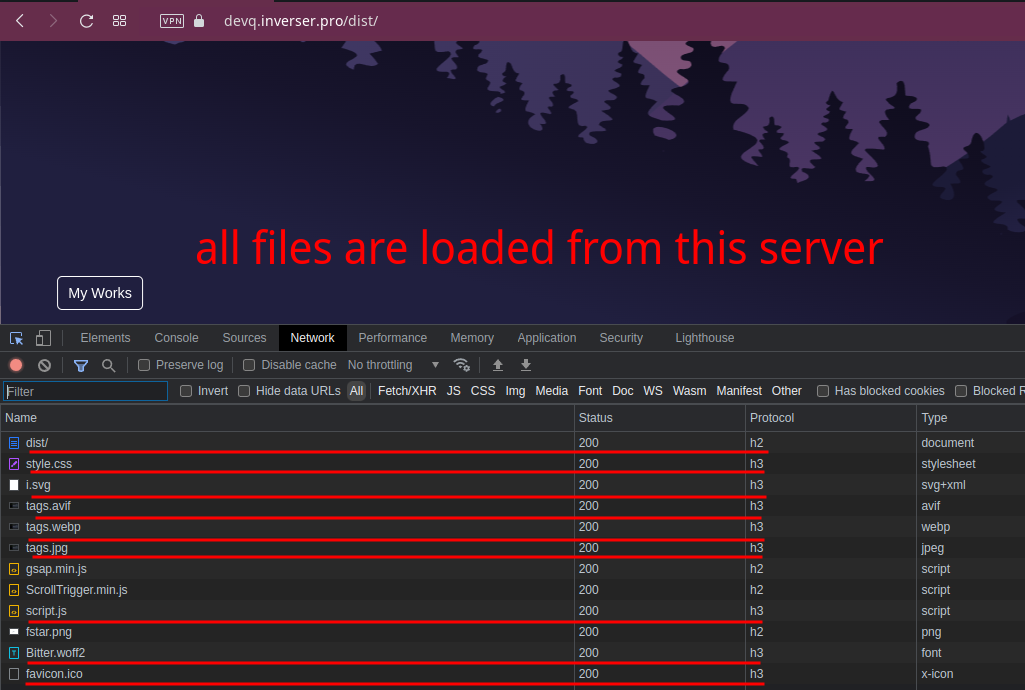 VPN devq.inverser.pro/dist/
all files are loaded from this server
My Works
Elements Console Sources Network Performance Memory Application Security Lighthouse
Preserve log Disable cache No throttling
Filter Invert Hide data URLs All Fetch/XHR JS CSS Img Media Font Doc WS Wasm Manifest Other Has blocked cookies Blocked R
Name Status Protocol Type
dist/ 200 h2 document
style.css 200 h3 stylesheet
i.svg 200 h3 svg+xml
tags.avif 200 h3 avif
tags.webp 200 h3 webp
tags.jpg 200 h3 jpeg
gsap.min.js 200 h2 script
ScrollTrigger.min.js 200 h2 script
script.js 200 h3 script
fstar.png 200 h2 png
Bitter.woff2 200 h3 font
favicon.ico 200 h3 x-icon